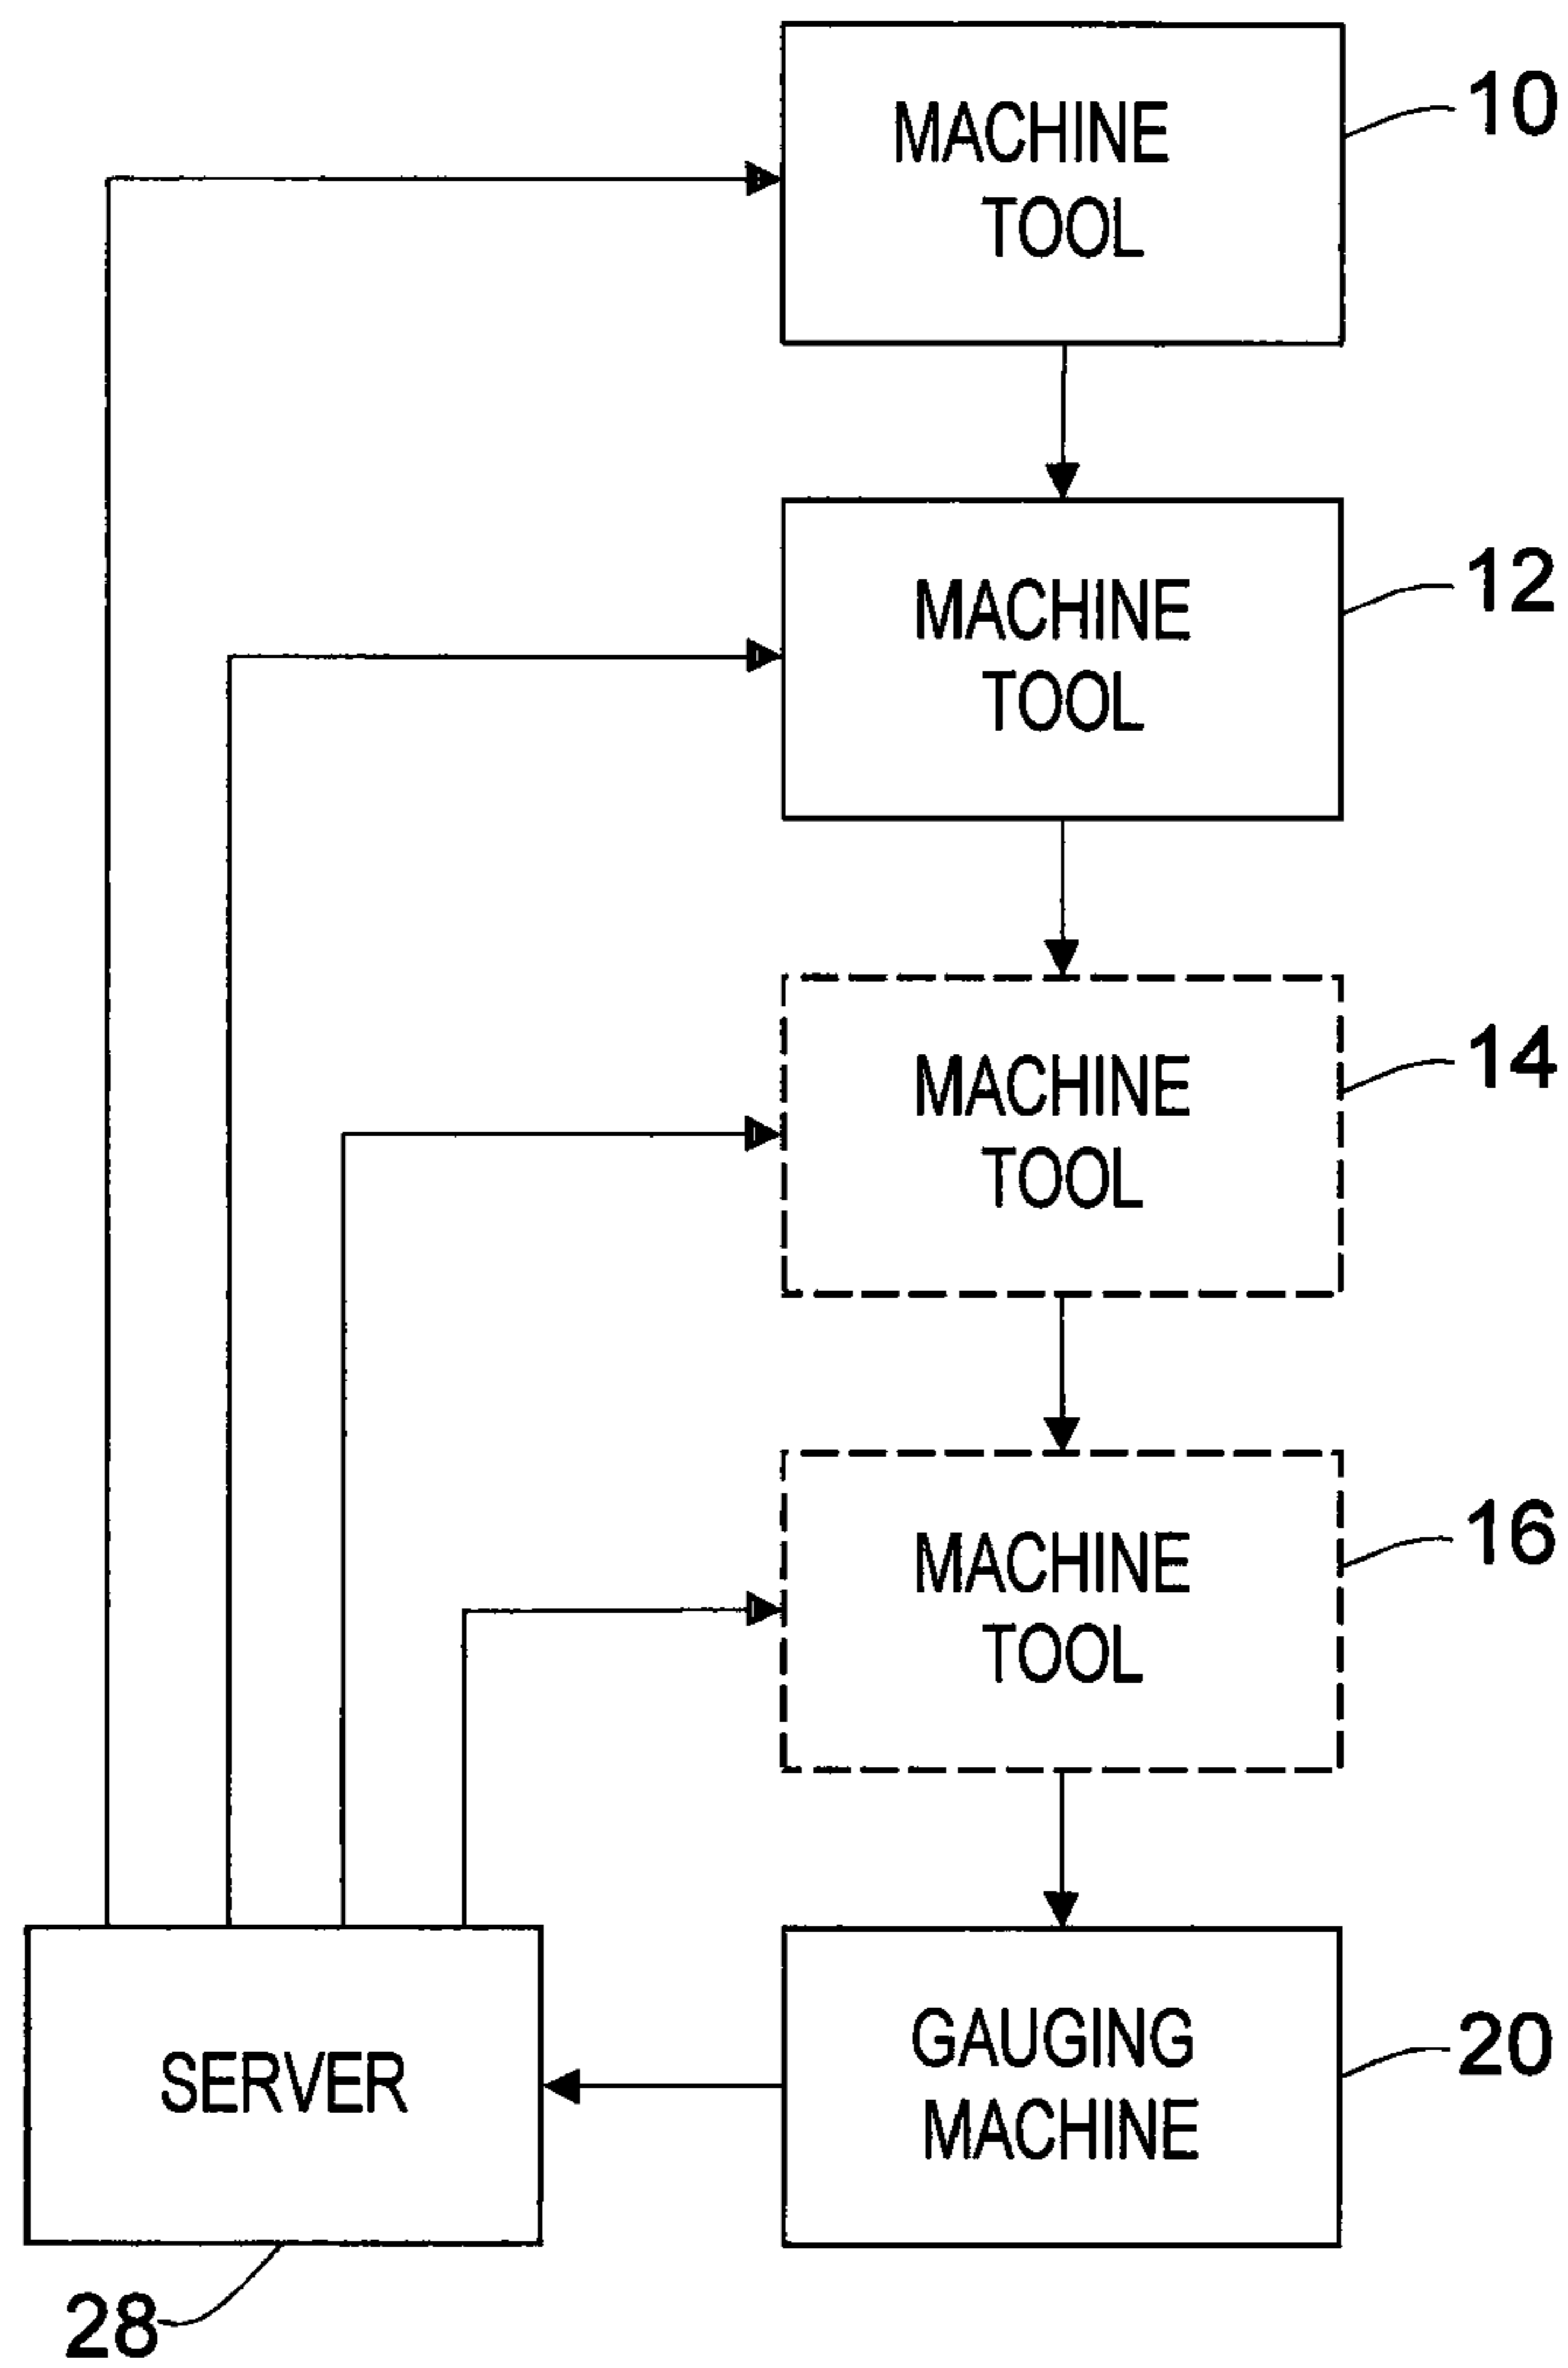 MACHINE
TOOL
10
MACHINE
TOOL
12
MACHINE
TOOL
14
MACHINE
TOOL
16
GAUGING
MACHINE
20
SERVER
28